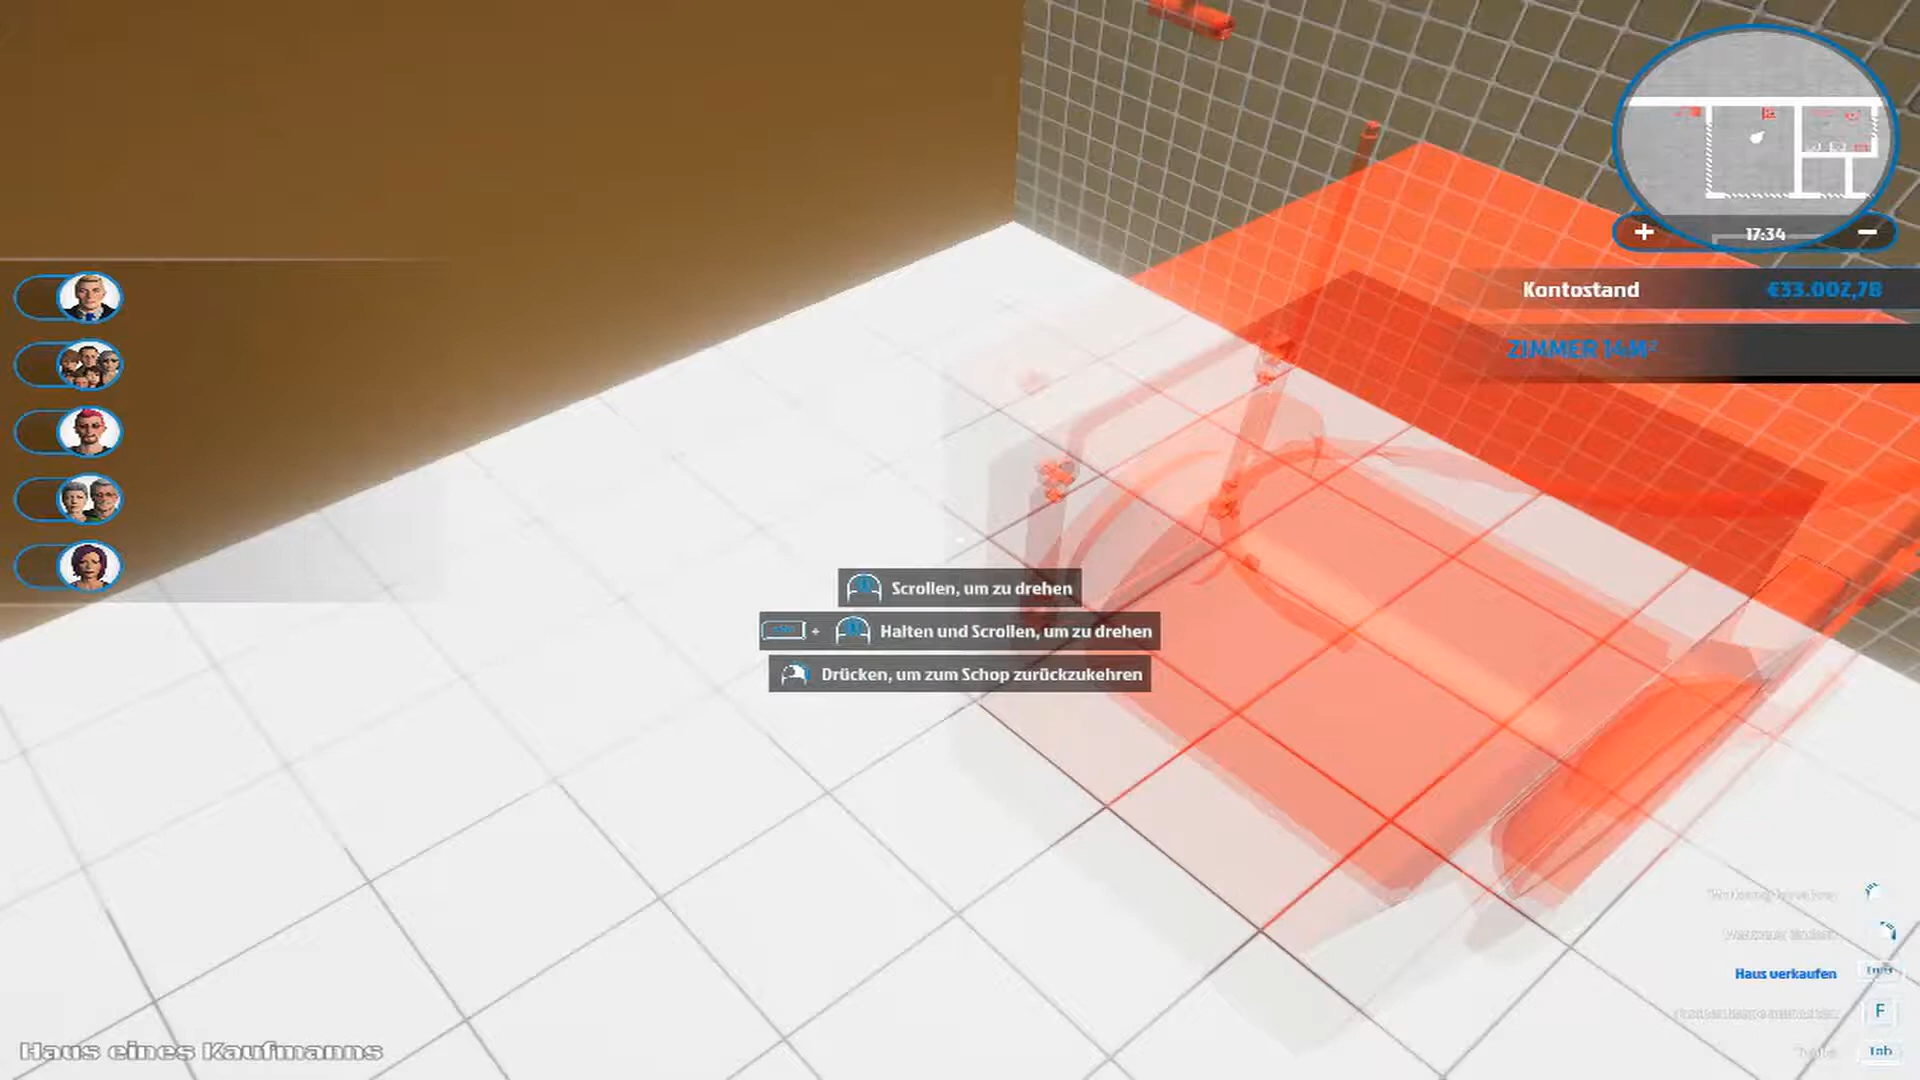 17:34
Kontostand €33.002,78
ZIMMER 14M²
Scrollen, um zu drehen
+ Halten und Scrollen, um zu drehen
Drücken, um zum Schop zurückzukehren
Haus verkaufen
F
Tab
Haus eines Kaufmanns